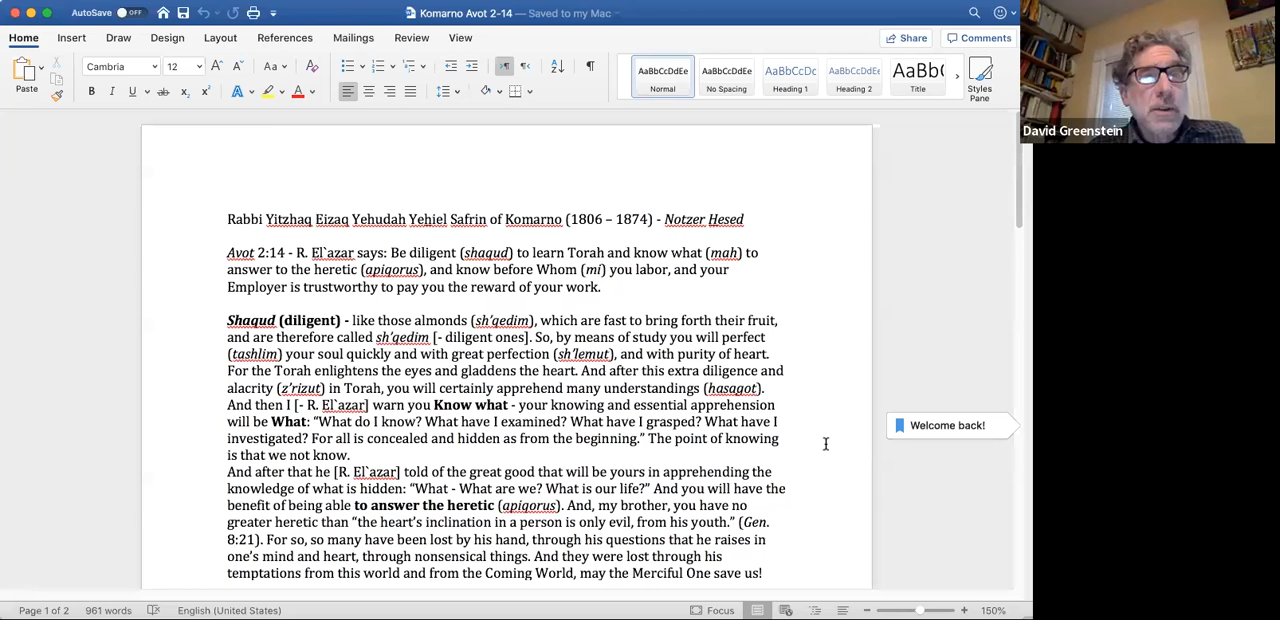 AutoSave OFF
Komarno Avot 2-14 — Saved to my Mac
Home Insert Draw Design Layout References Mailings Review View
Share Comments
Paste
Cambria 12
Aa
B I U ab x₂ x² A A
AaBbCcDdEe AaBbCcDdEe AaBbCcDc AaBbCcDdEe AaBb(
Normal No Spacing Heading 1 Heading 2 Title
Styles Pane
David Greenstein
Rabbi Yitzhaq Eizaq Yehudah Yeḥiel Safrin of Komarno (1806 – 1874) - Notzer Ḥesed
Avot 2:14 - R. El`azar says: Be diligent (shaqud) to learn Torah and know what (mah) to
answer to the heretic (apiqorus), and know before Whom (mi) you labor, and your
Employer is trustworthy to pay you the reward of your work.
Shaqud (diligent) - like those almonds (sh’qedim), which are fast to bring forth their fruit,
and are therefore called sh’qedim [- diligent ones]. So, by means of study you will perfect
(tashlim) your soul quickly and with great perfection (sh’lemut), and with purity of heart.
For the Torah enlightens the eyes and gladdens the heart. And after this extra diligence and
alacrity (z’rizut) in Torah, you will certainly apprehend many understandings (hasagot).
And then I [- R. El`azar] warn you Know what - your knowing and essential apprehension
will be What: “What do I know? What have I examined? What have I grasped? What have I
investigated? For all is concealed and hidden as from the beginning.” The point of knowing
is that we not know.
And after that he [R. El`azar] told of the great good that will be yours in apprehending the
knowledge of what is hidden: “What - What are we? What is our life?” And you will have the
benefit of being able to answer the heretic (apiqorus). And, my brother, you have no
greater heretic than “the heart’s inclination in a person is only evil, from his youth.” (Gen.
8:21). For so, so many have been lost by his hand, through his questions that he raises in
one’s mind and heart, through nonsensical things. And they were lost through his
temptations from this world and from the Coming World, may the Merciful One save us!
Welcome back!
Page 1 of 2 961 words English (United States) Focus 150%